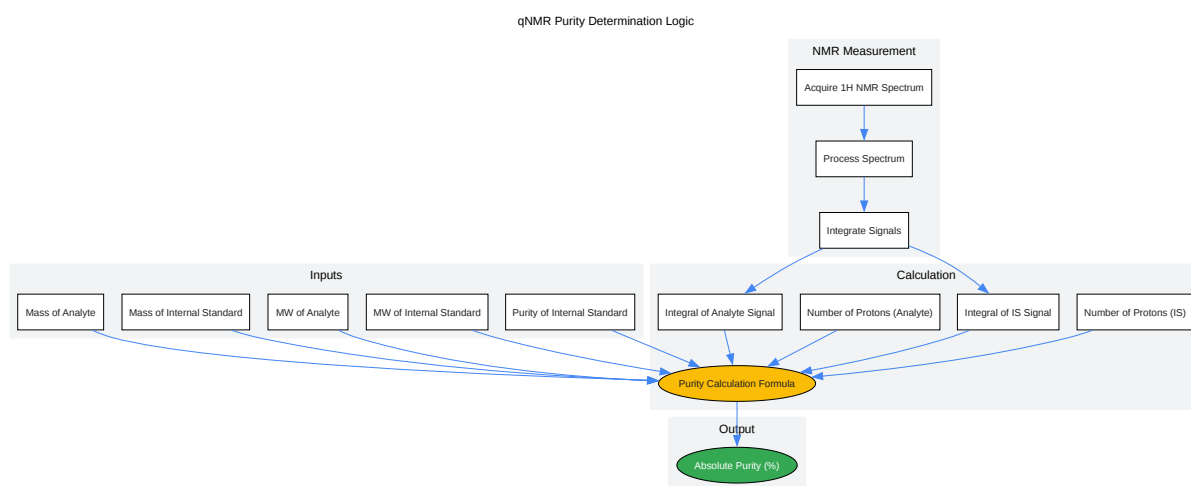 qNMR Purity Determination Logic
NMR Measurement
Acquire 1H NMR Spectrum
Process Spectrum
Integrate Signals
Inputs
Mass of Analyte
Mass of Internal Standard
MW of Analyte
MW of Internal Standard
Purity of Internal Standard
Calculation
Integral of Analyte Signal
Number of Protons (Analyte)
Integral of IS Signal
Number of Protons (IS)
Purity Calculation Formula
Output
Absolute Purity (%)